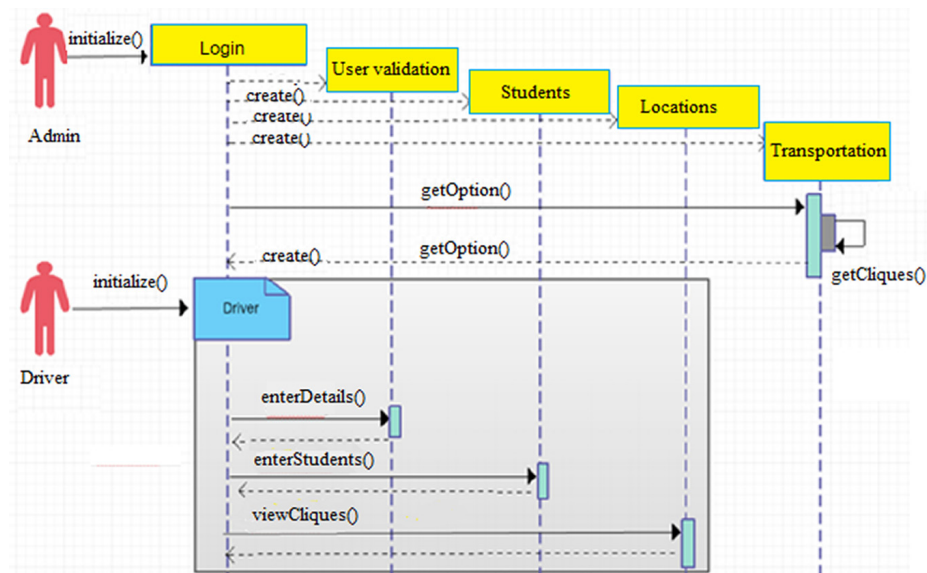 initialize()
Login
User validation
Students
Locations
Transportation
Admin
create()
create()
create()
getOption()
create()
getOption()
getCliques()
initialize()
Driver
Driver
enterDetails()
enterStudents()
viewCliques()